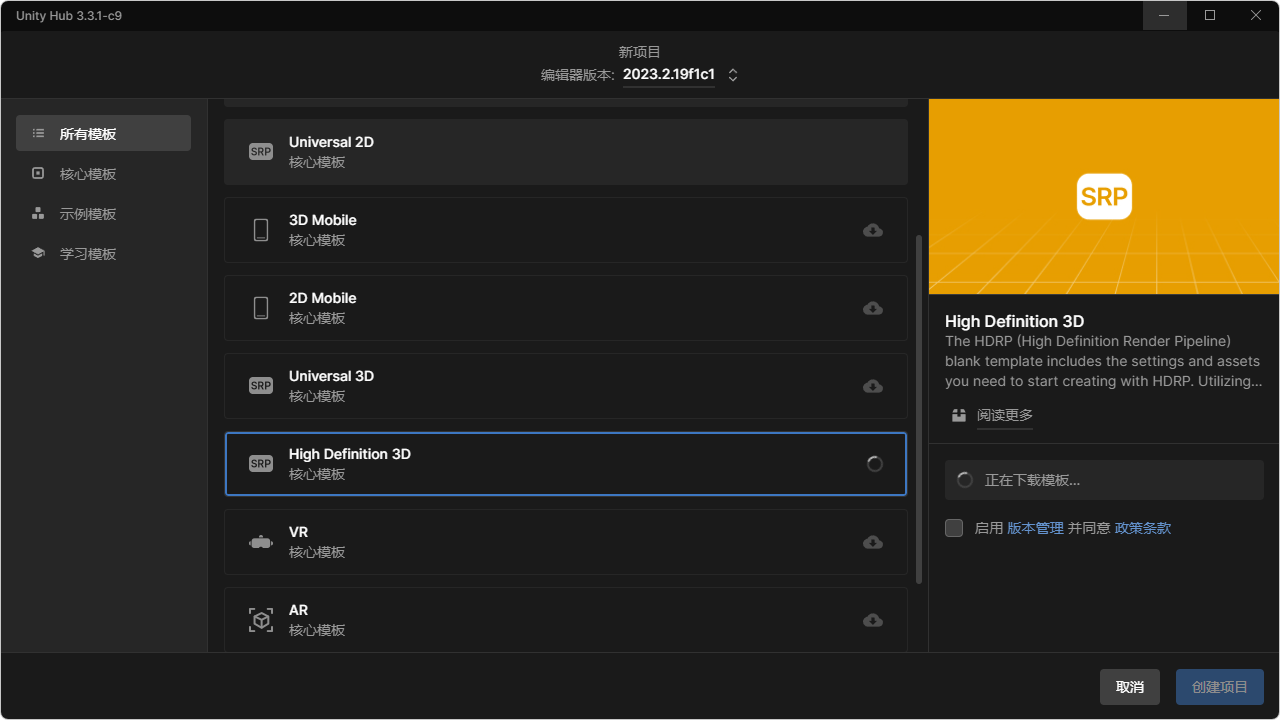 Unity Hub 3.3.1-c9
新项目
编辑器版本: 2023.2.19f1c1
所有模板
核心模板
示例模板
学习模板
SRP
Universal 2D
核心模板
3D Mobile
核心模板
2D Mobile
核心模板
SRP
Universal 3D
核心模板
SRP
High Definition 3D
核心模板
VR
核心模板
AR
核心模板
SRP
High Definition 3D
The HDRP (High Definition Render Pipeline)
blank template includes the settings and assets
you need to start creating with HDRP. Utilizing...
阅读更多
正在下载模板...
启用 版本管理 并同意 政策条款
取消
创建项目